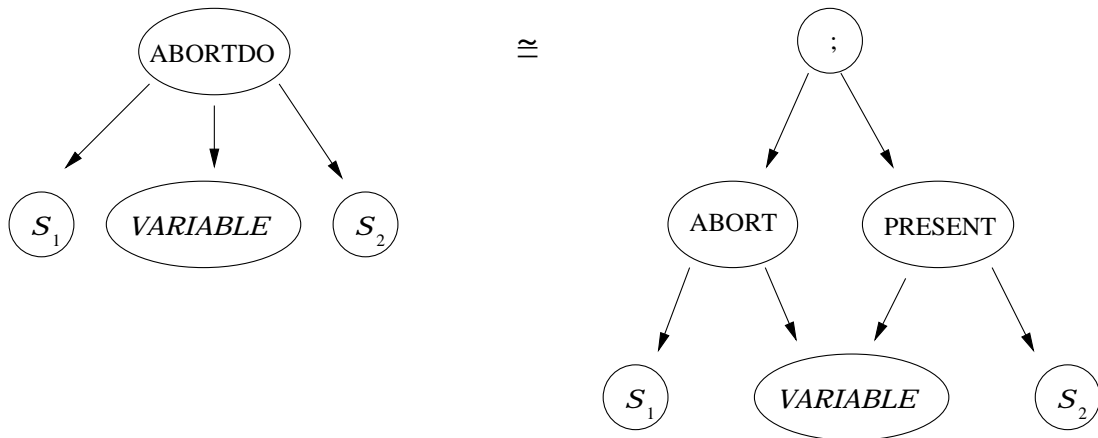 ABORTDO
≅
;
S1
VARIABLE
S2
ABORT
PRESENT
S1
VARIABLE
S2